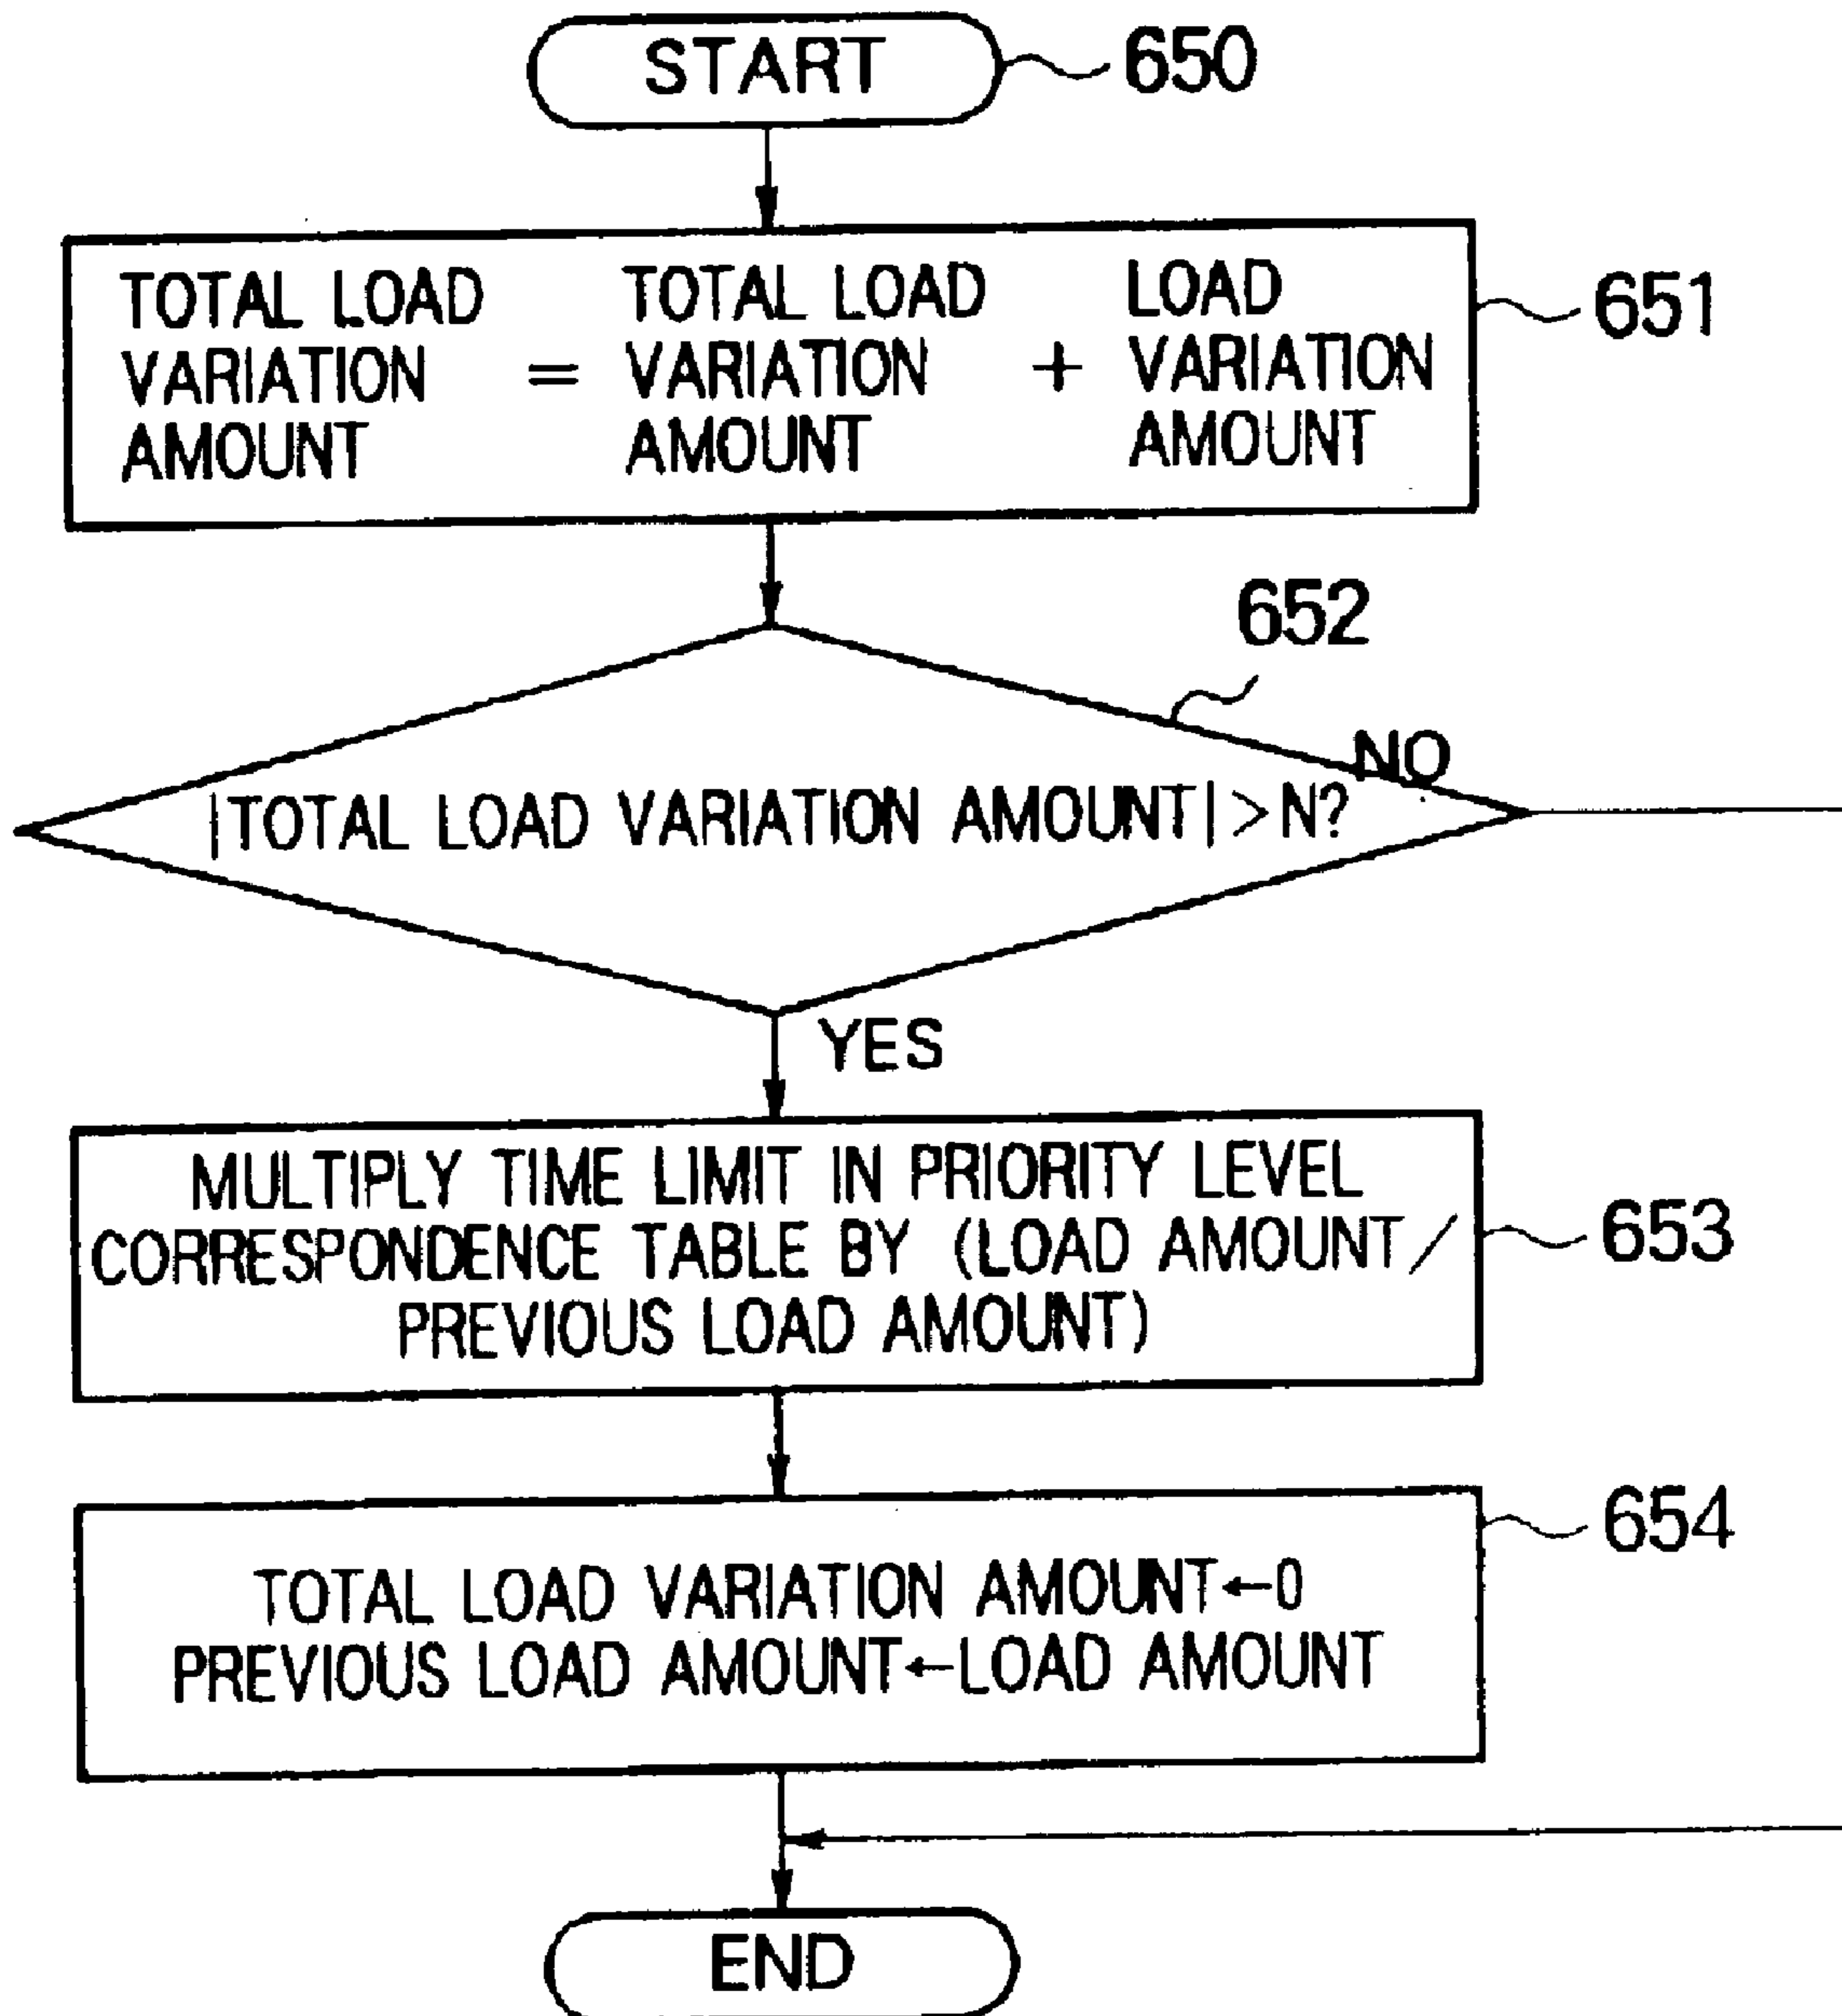 START
650
TOTAL LOAD VARIATION AMOUNT = TOTAL LOAD VARIATION AMOUNT + LOAD VARIATION AMOUNT
651
652
|TOTAL LOAD VARIATION AMOUNT|>N?
NO
YES
MULTIPLY TIME LIMIT IN PRIORITY LEVEL
CORRESPONDENCE TABLE BY (LOAD AMOUNT/
PREVIOUS LOAD AMOUNT)
653
654
TOTAL LOAD VARIATION AMOUNT←0
PREVIOUS LOAD AMOUNT←LOAD AMOUNT
END